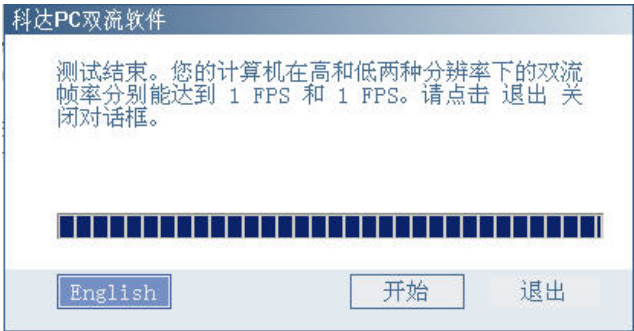 科达PC双流软件
测试结束。您的计算机在高和低两种分辨率下的双流
帧率分别能达到 1 FPS 和 1 FPS。请点击 退出 关
闭对话框。
English 开始 退出